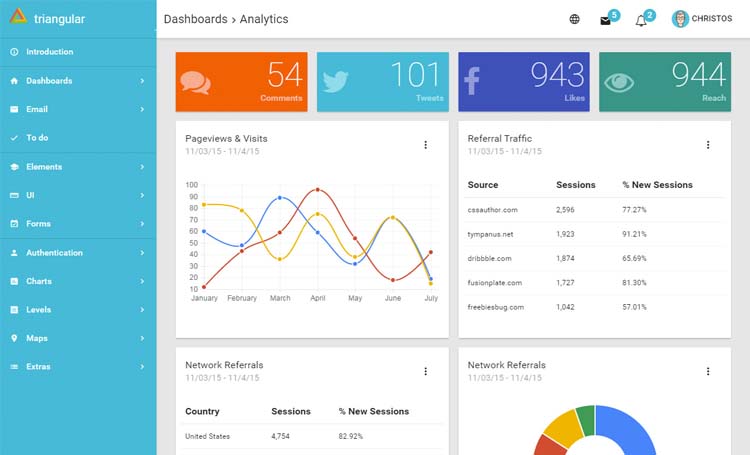 triangular
Dashboards › Analytics
5
2
CHRISTOS
Introduction
Dashboards
Email
To do
Elements
UI
Forms
Authentication
Charts
Levels
Maps
Extras
54
Comments
101
Tweets
943
Likes
944
Reach
Pageviews & Visits
11/03/15 - 11/4/15
100
90
80
70
60
50
40
30
20
10
January February March April May June July
Referral Traffic
11/03/15 - 11/4/15
Source Sessions % New Sessions
cssauthor.com 2,596 77.27%
tympanus.net 1,923 91.21%
dribbble.com 1,874 65.69%
fusionplate.com 1,727 81.30%
freebiesbug.com 1,042 57.01%
Network Referrals
11/03/15 - 11/4/15
Country Sessions % New Sessions
United States 4,754 82.92%
Network Referrals
11/03/15 - 11/4/15